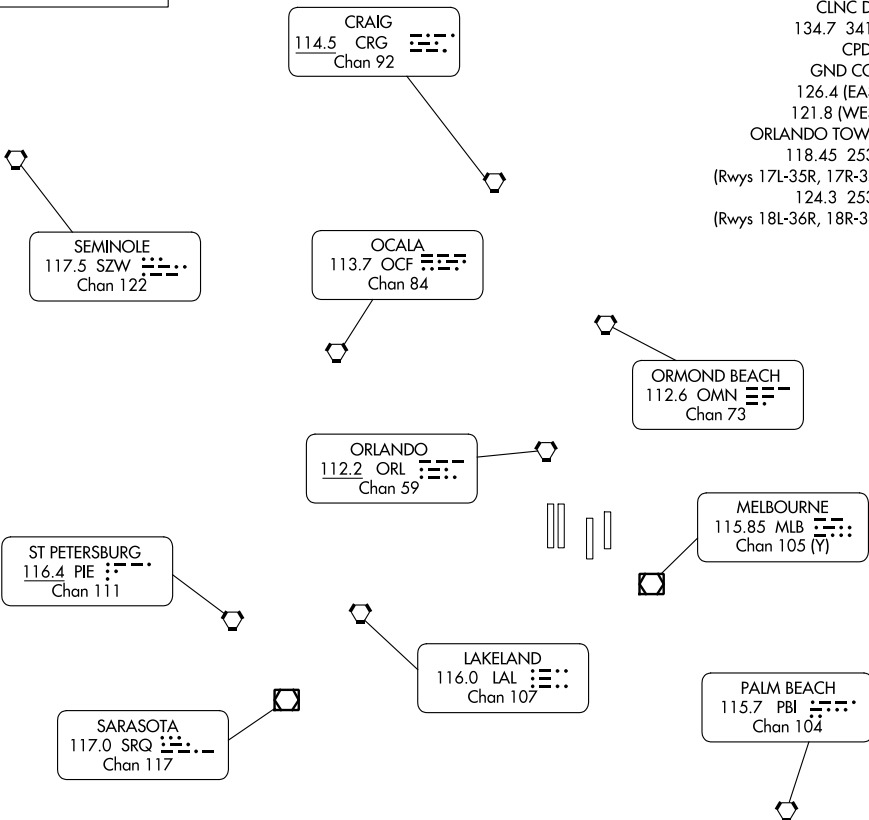 CRAIG
114.5 CRG
Chan 92
CLNC D
134.7 341
CPD
GND CO
126.4 (EA
121.8 (WE
ORLANDO TOW
118.45 253
(Rwys 17L-35R, 17R-3
124.3 253
(Rwys 18L-36R, 18R-3
SEMINOLE
117.5 SZW
Chan 122
OCALA
113.7 OCF
Chan 84
ORMOND BEACH
112.6 OMN
Chan 73
ORLANDO
112.2 ORL
Chan 59
MELBOURNE
115.85 MLB
Chan 105 (Y)
ST PETERSBURG
116.4 PIE
Chan 111
LAKELAND
116.0 LAL
Chan 107
PALM BEACH
115.7 PBI
Chan 104
SARASOTA
117.0 SRQ
Chan 117